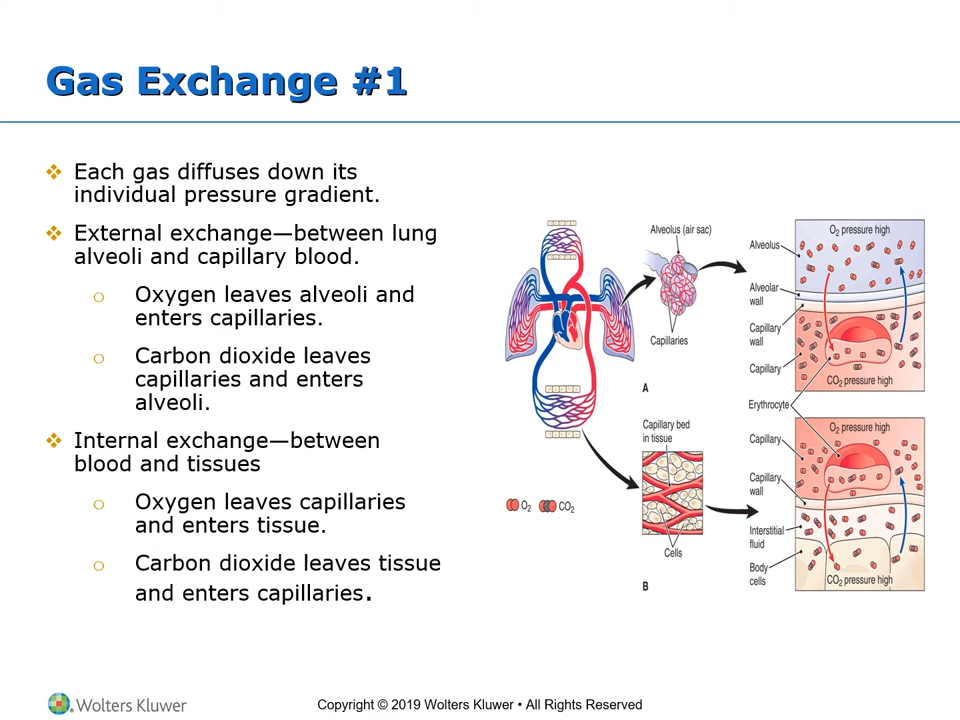 Gas Exchange #1
Each gas diffuses down its
individual pressure gradient.
External exchange—between lung
alveoli and capillary blood.
Oxygen leaves alveoli and
enters capillaries.
Carbon dioxide leaves
capillaries and enters
alveoli.
Internal exchange—between
blood and tissues
Oxygen leaves capillaries
and enters tissue.
Carbon dioxide leaves tissue
and enters capillaries.
Alveolus (air sac)
Capillaries
A
O₂ pressure high
Alveolus
Alveolar
wall
Capillary
wall
Capillary
CO₂ pressure high
Erythrocyte
Capillary bed
in tissue
Cells
B
O₂
CO₂
O₂ pressure high
Capillary
Capillary
wall
Interstitial
fluid
Body
cells
CO₂ pressure high
Wolters Kluwer
Copyright © 2019 Wolters Kluwer • All Rights Reserved